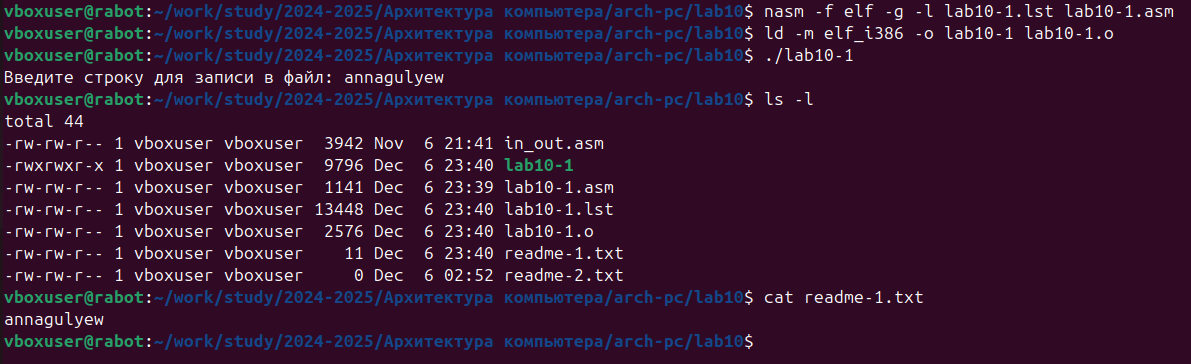 vboxuser@rabot:~/work/study/2024-2025/Архитектура компьютера/arch-pc/lab10$ nasm -f elf -g -l lab10-1.lst lab10-1.asm
vboxuser@rabot:~/work/study/2024-2025/Архитектура компьютера/arch-pc/lab10$ ld -m elf_i386 -o lab10-1 lab10-1.o
vboxuser@rabot:~/work/study/2024-2025/Архитектура компьютера/arch-pc/lab10$ ./lab10-1
Введите строку для записи в файл: annagulyew
vboxuser@rabot:~/work/study/2024-2025/Архитектура компьютера/arch-pc/lab10$ ls -l
total 44
-rw-rw-r-- 1 vboxuser vboxuser  3942 Nov  6 21:41 in_out.asm
-rwxrwxr-x 1 vboxuser vboxuser  9796 Dec  6 23:40 lab10-1
-rw-rw-r-- 1 vboxuser vboxuser  1141 Dec  6 23:39 lab10-1.asm
-rw-rw-r-- 1 vboxuser vboxuser 13448 Dec  6 23:40 lab10-1.lst
-rw-rw-r-- 1 vboxuser vboxuser  2576 Dec  6 23:40 lab10-1.o
-rw-rw-r-- 1 vboxuser vboxuser    11 Dec  6 23:40 readme-1.txt
-rw-rw-r-- 1 vboxuser vboxuser     0 Dec  6 02:52 readme-2.txt
vboxuser@rabot:~/work/study/2024-2025/Архитектура компьютера/arch-pc/lab10$ cat readme-1.txt
annagulyew
vboxuser@rabot:~/work/study/2024-2025/Архитектура компьютера/arch-pc/lab10$